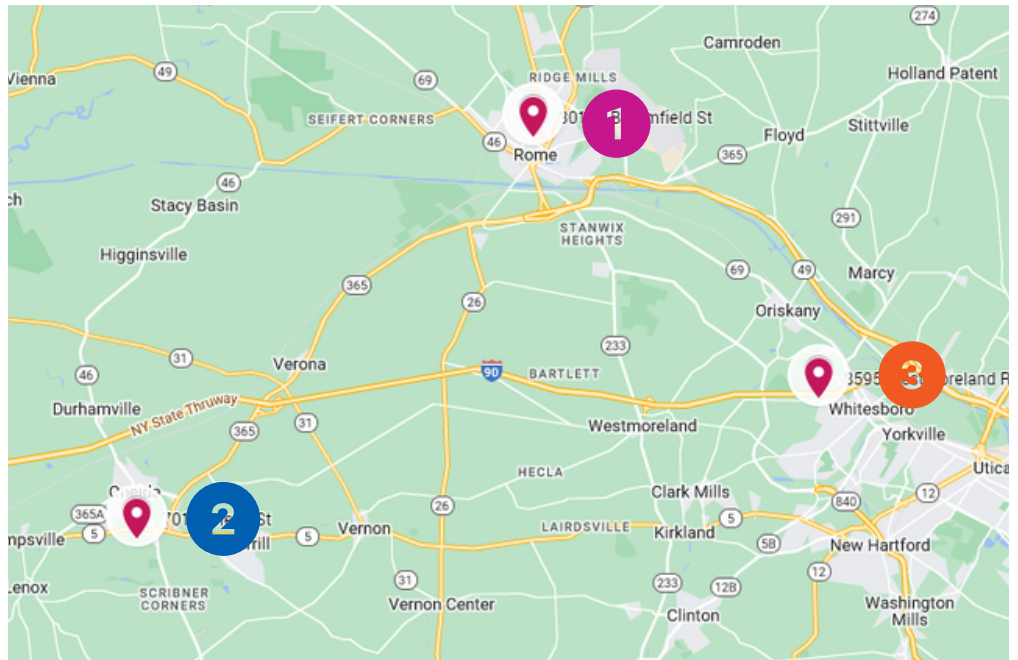 274
Camroden
Vienna
49
69
RIDGE MILLS
Holland Patent
SEIFERT CORNERS
1
Stittville
Floyd
46
Rome
365
46
Stacy Basin
291
STANWIX
HEIGHTS
Higginsville
69
49
Marcy
365
26
Oriskany
233
31
Verona
90
BARTLETT
3
46
Durhamville
NY State Thruway
Whitesboro
31
365
Westmoreland
Yorkville
Utica
HECLA
Oneida
2
Clark Mills
12
26
840
365A
5
5
Vernon
LAIRDSVILLE
Kirkland
5
5B
New Hartford
12
31
233
12B
SCRIBNER
CORNERS
Vernon Center
Clinton
Washington
Mills